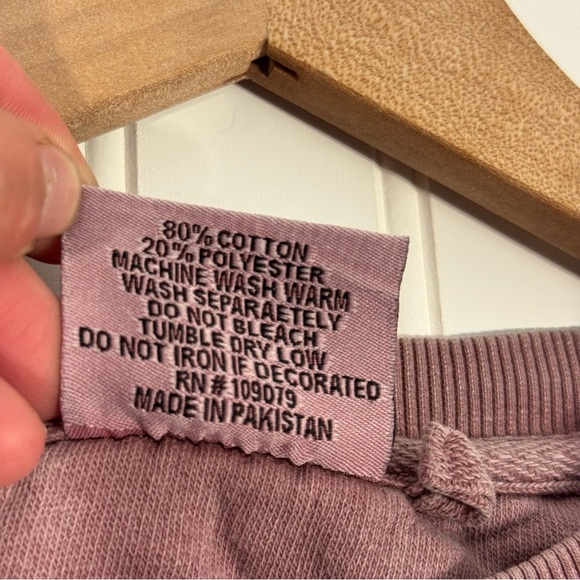 80% COTTON
20% POLYESTER
MACHINE WASH WARM
WASH SEPARAETELY
DO NOT BLEACH
TUMBLE DRY LOW
DO NOT IRON IF DECORATED
RN # 109079
MADE IN PAKISTAN